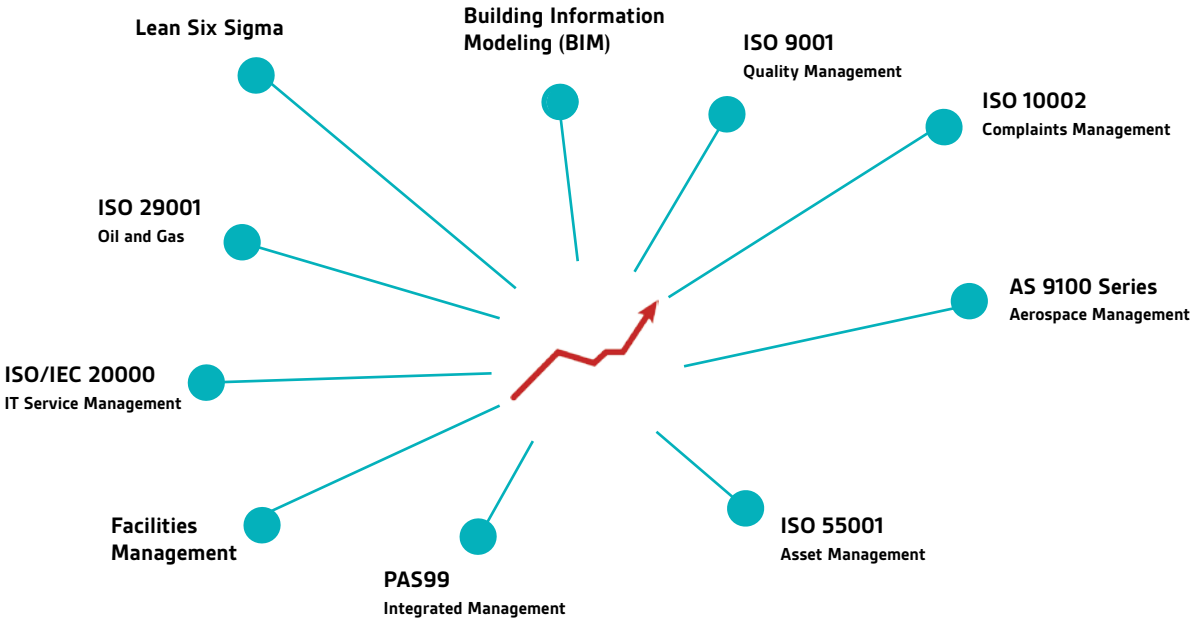 Lean Six Sigma
Building Information
Modeling (BIM)
ISO 9001
Quality Management
ISO 10002
Complaints Management
ISO 29001
Oil and Gas
AS 9100 Series
Aerospace Management
ISO/IEC 20000
IT Service Management
Facilities
Management
ISO 55001
Asset Management
PAS99
Integrated Management